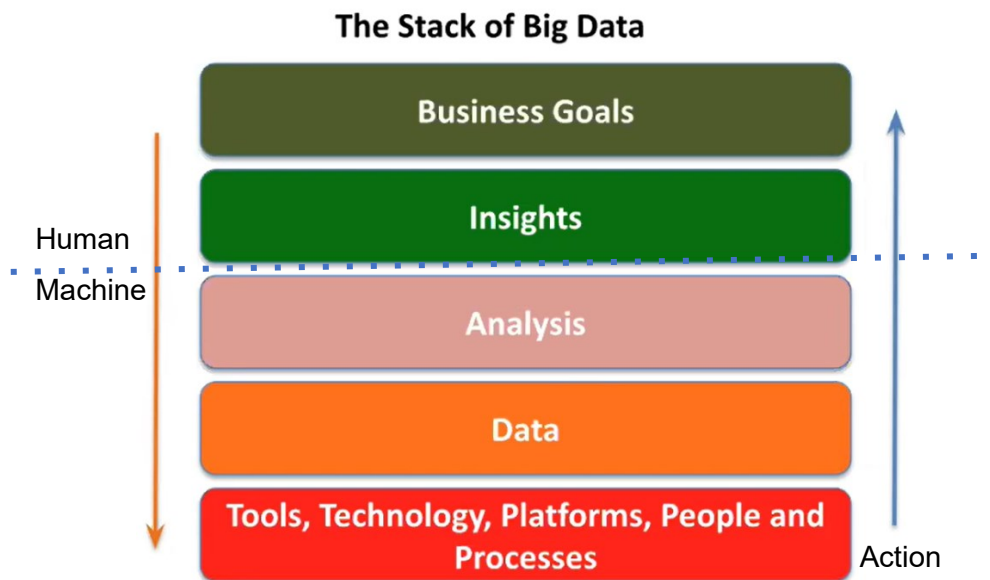 The Stack of Big Data
Business Goals
Insights
Human
Machine
Analysis
Data
Tools, Technology, Platforms, People and
Processes
Action